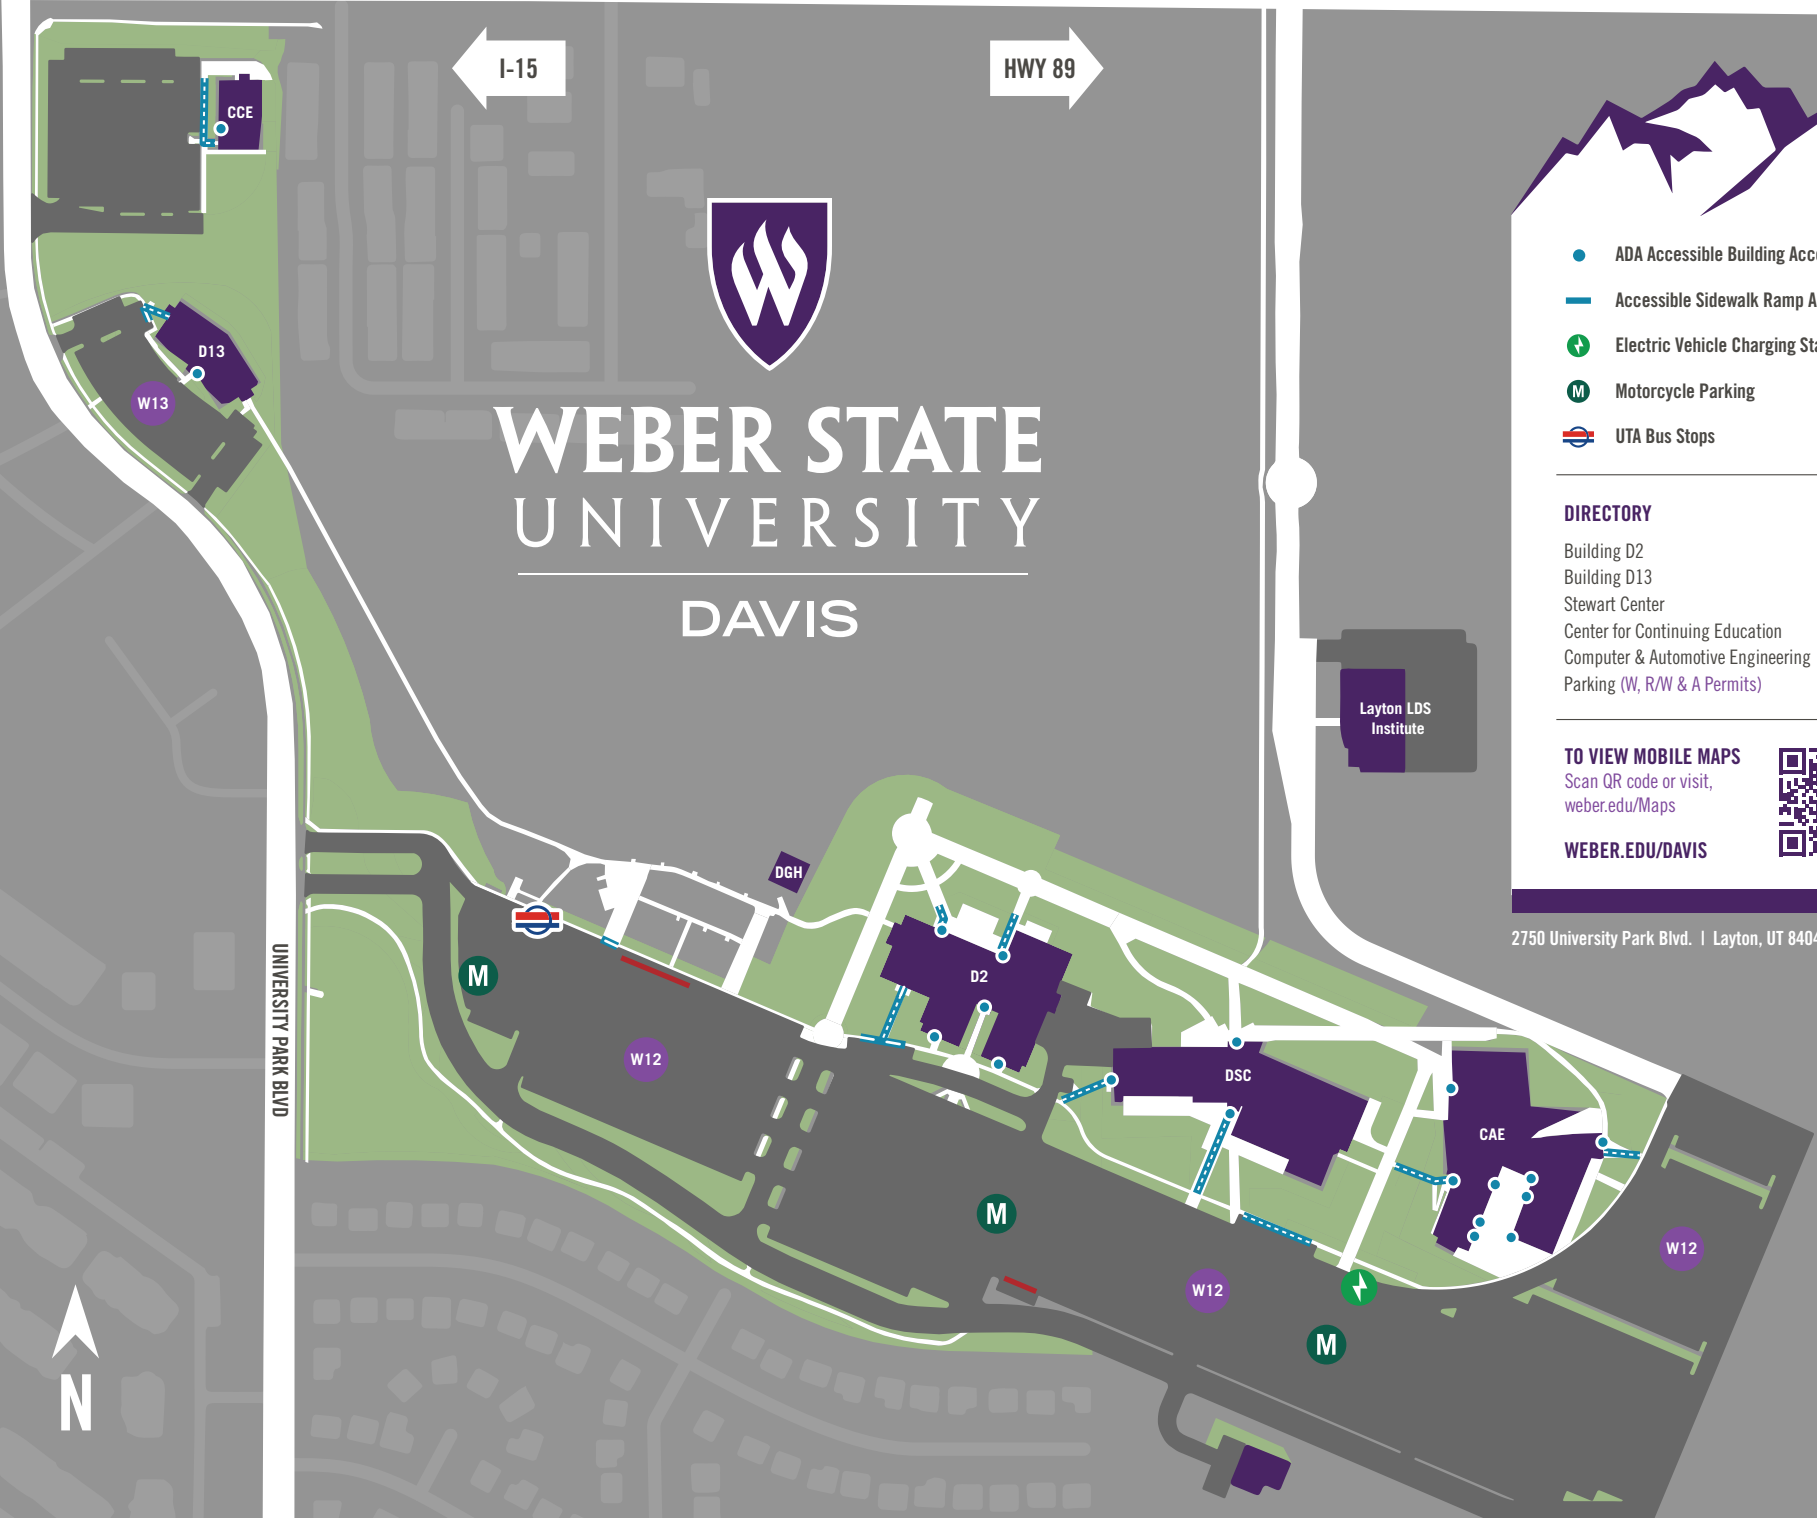 I-15
HWY 89
CCE
D13
W13
WEBER STATE
UNIVERSITY
DAVIS
ADA Accessible Building Acc
Accessible Sidewalk Ramp A
Electric Vehicle Charging Sta
M Motorcycle Parking
UTA Bus Stops
DIRECTORY
Building D2
Building D13
Stewart Center
Center for Continuing Education
Computer & Automotive Engineering
Parking (W, R/W & A Permits)
TO VIEW MOBILE MAPS
Scan QR code or visit,
weber.edu/Maps
WEBER.EDU/DAVIS
2750 University Park Blvd. | Layton, UT 8404
Layton LDS
Institute
DGH
D2
M
W12
UNIVERSITY PARK BLVD
DSC
CAE
M
W12
W12
M
N